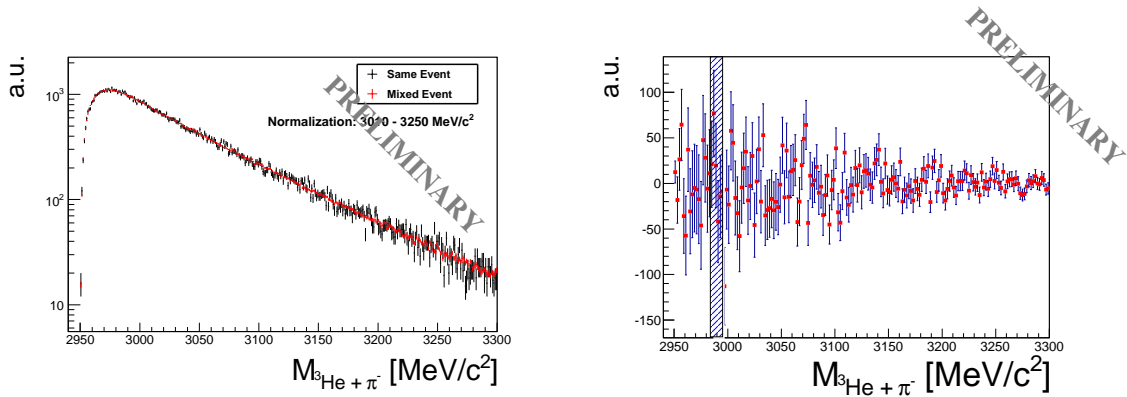 a.u.
10³
10²
10
Same Event
Mixed Event
Normalization: - 3250 MeV/c²
PRELIMINARY
2950 3000 3050 3100 3150 3200 3250 3300
M³He + π⁻ [MeV/c²]
a.u.
100
50
0
-50
-100
-150
PRELIMINARY
2950 3000 3050 3100 3150 3200 3250 3300
M³He + π⁻ [MeV/c²]